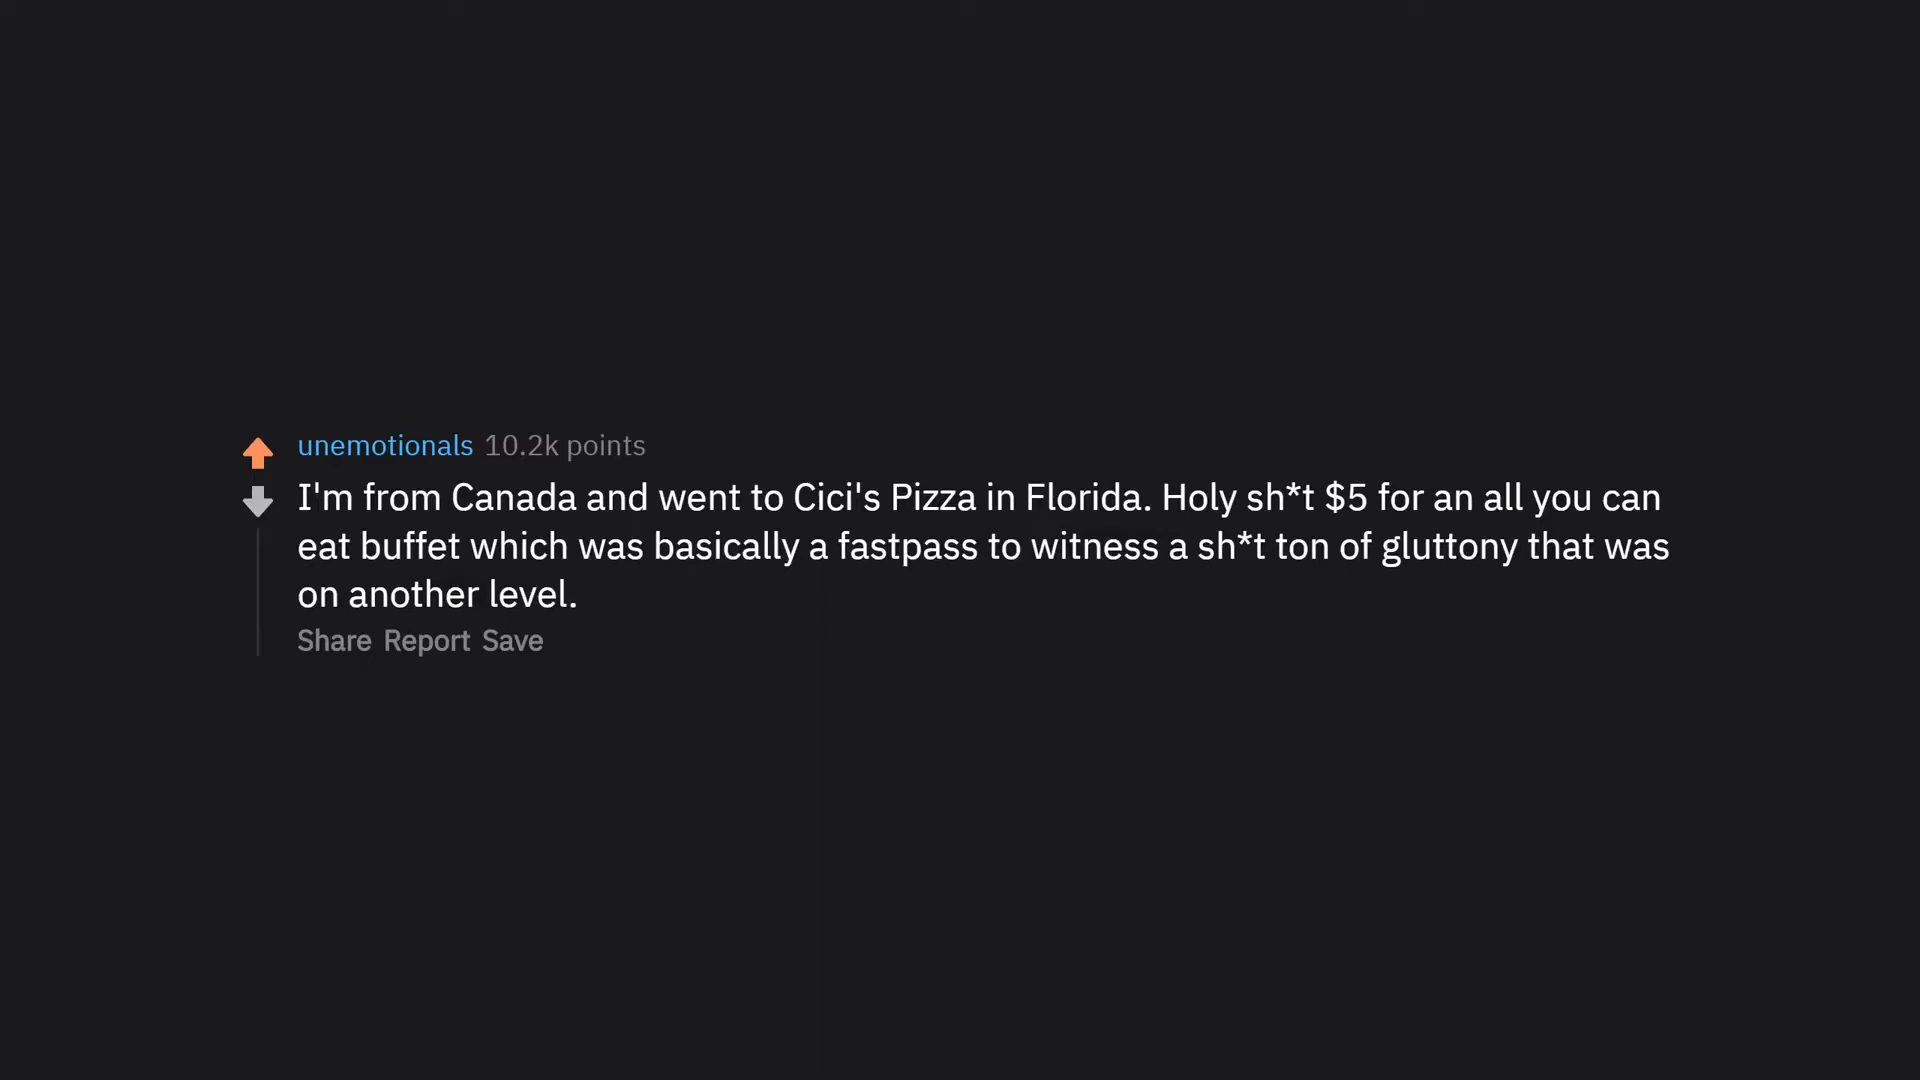 unemotionals 10.2k points
I'm from Canada and went to Cici's Pizza in Florida. Holy sh*t $5 for an all you can
eat buffet which was basically a fastpass to witness a sh*t ton of gluttony that was
on another level.
Share Report Save